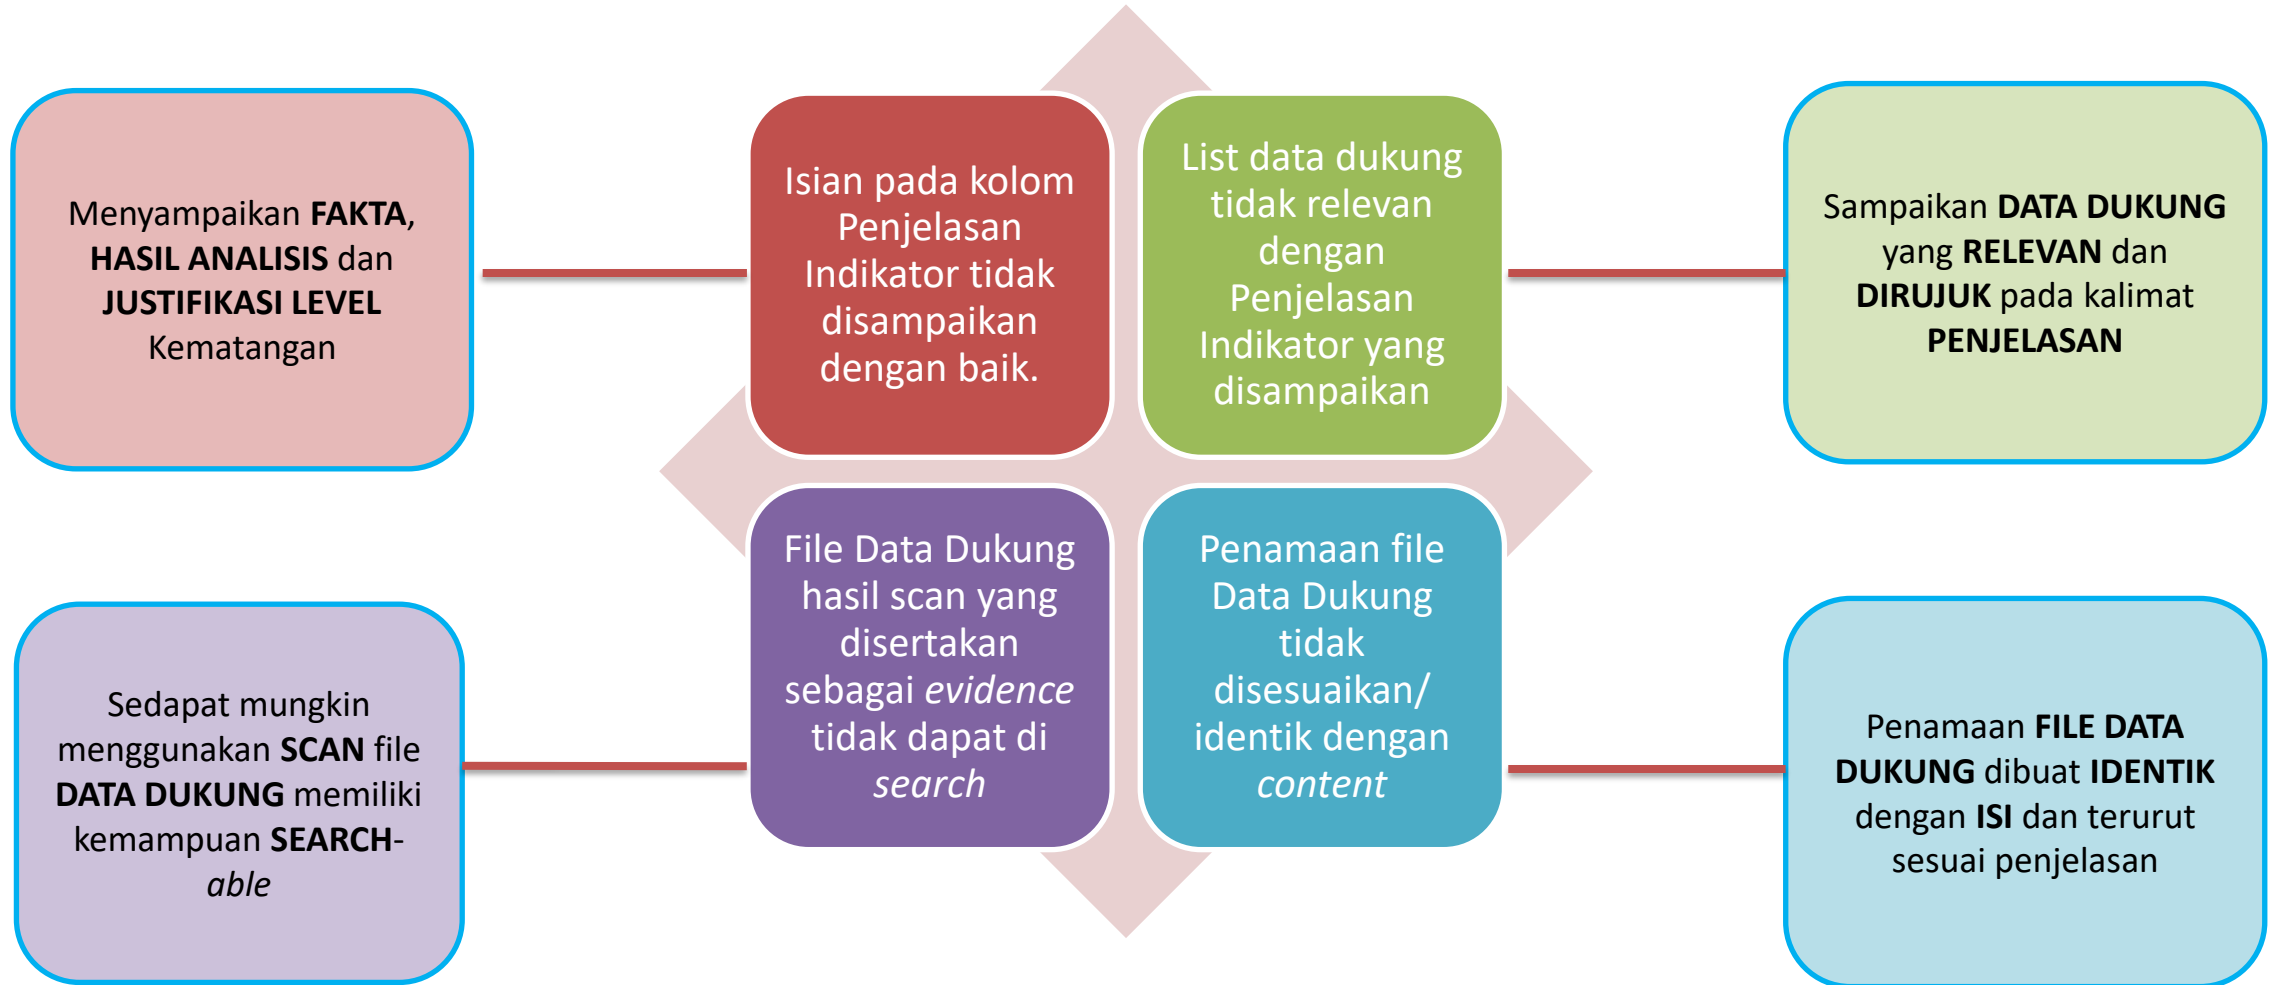 Menyampaikan FAKTA,
HASIL ANALISIS dan
JUSTIFIKASI LEVEL
Kematangan
Isian pada kolom
Penjelasan
Indikator tidak
disampaikan
dengan baik.
List data dukung
tidak relevan
dengan
Penjelasan
Indikator yang
disampaikan
Sampaikan DATA DUKUNG
yang RELEVAN dan
DIRUJUK pada kalimat
PENJELASAN
Sedapat mungkin
menggunakan SCAN file
DATA DUKUNG memiliki
kemampuan SEARCH-
able
File Data Dukung
hasil scan yang
disertakan
sebagai evidence
tidak dapat di
search
Penamaan file
Data Dukung
tidak
disesuaikan/
identik dengan
content
Penamaan FILE DATA
DUKUNG dibuat IDENTIK
dengan ISI dan terurut
sesuai penjelasan